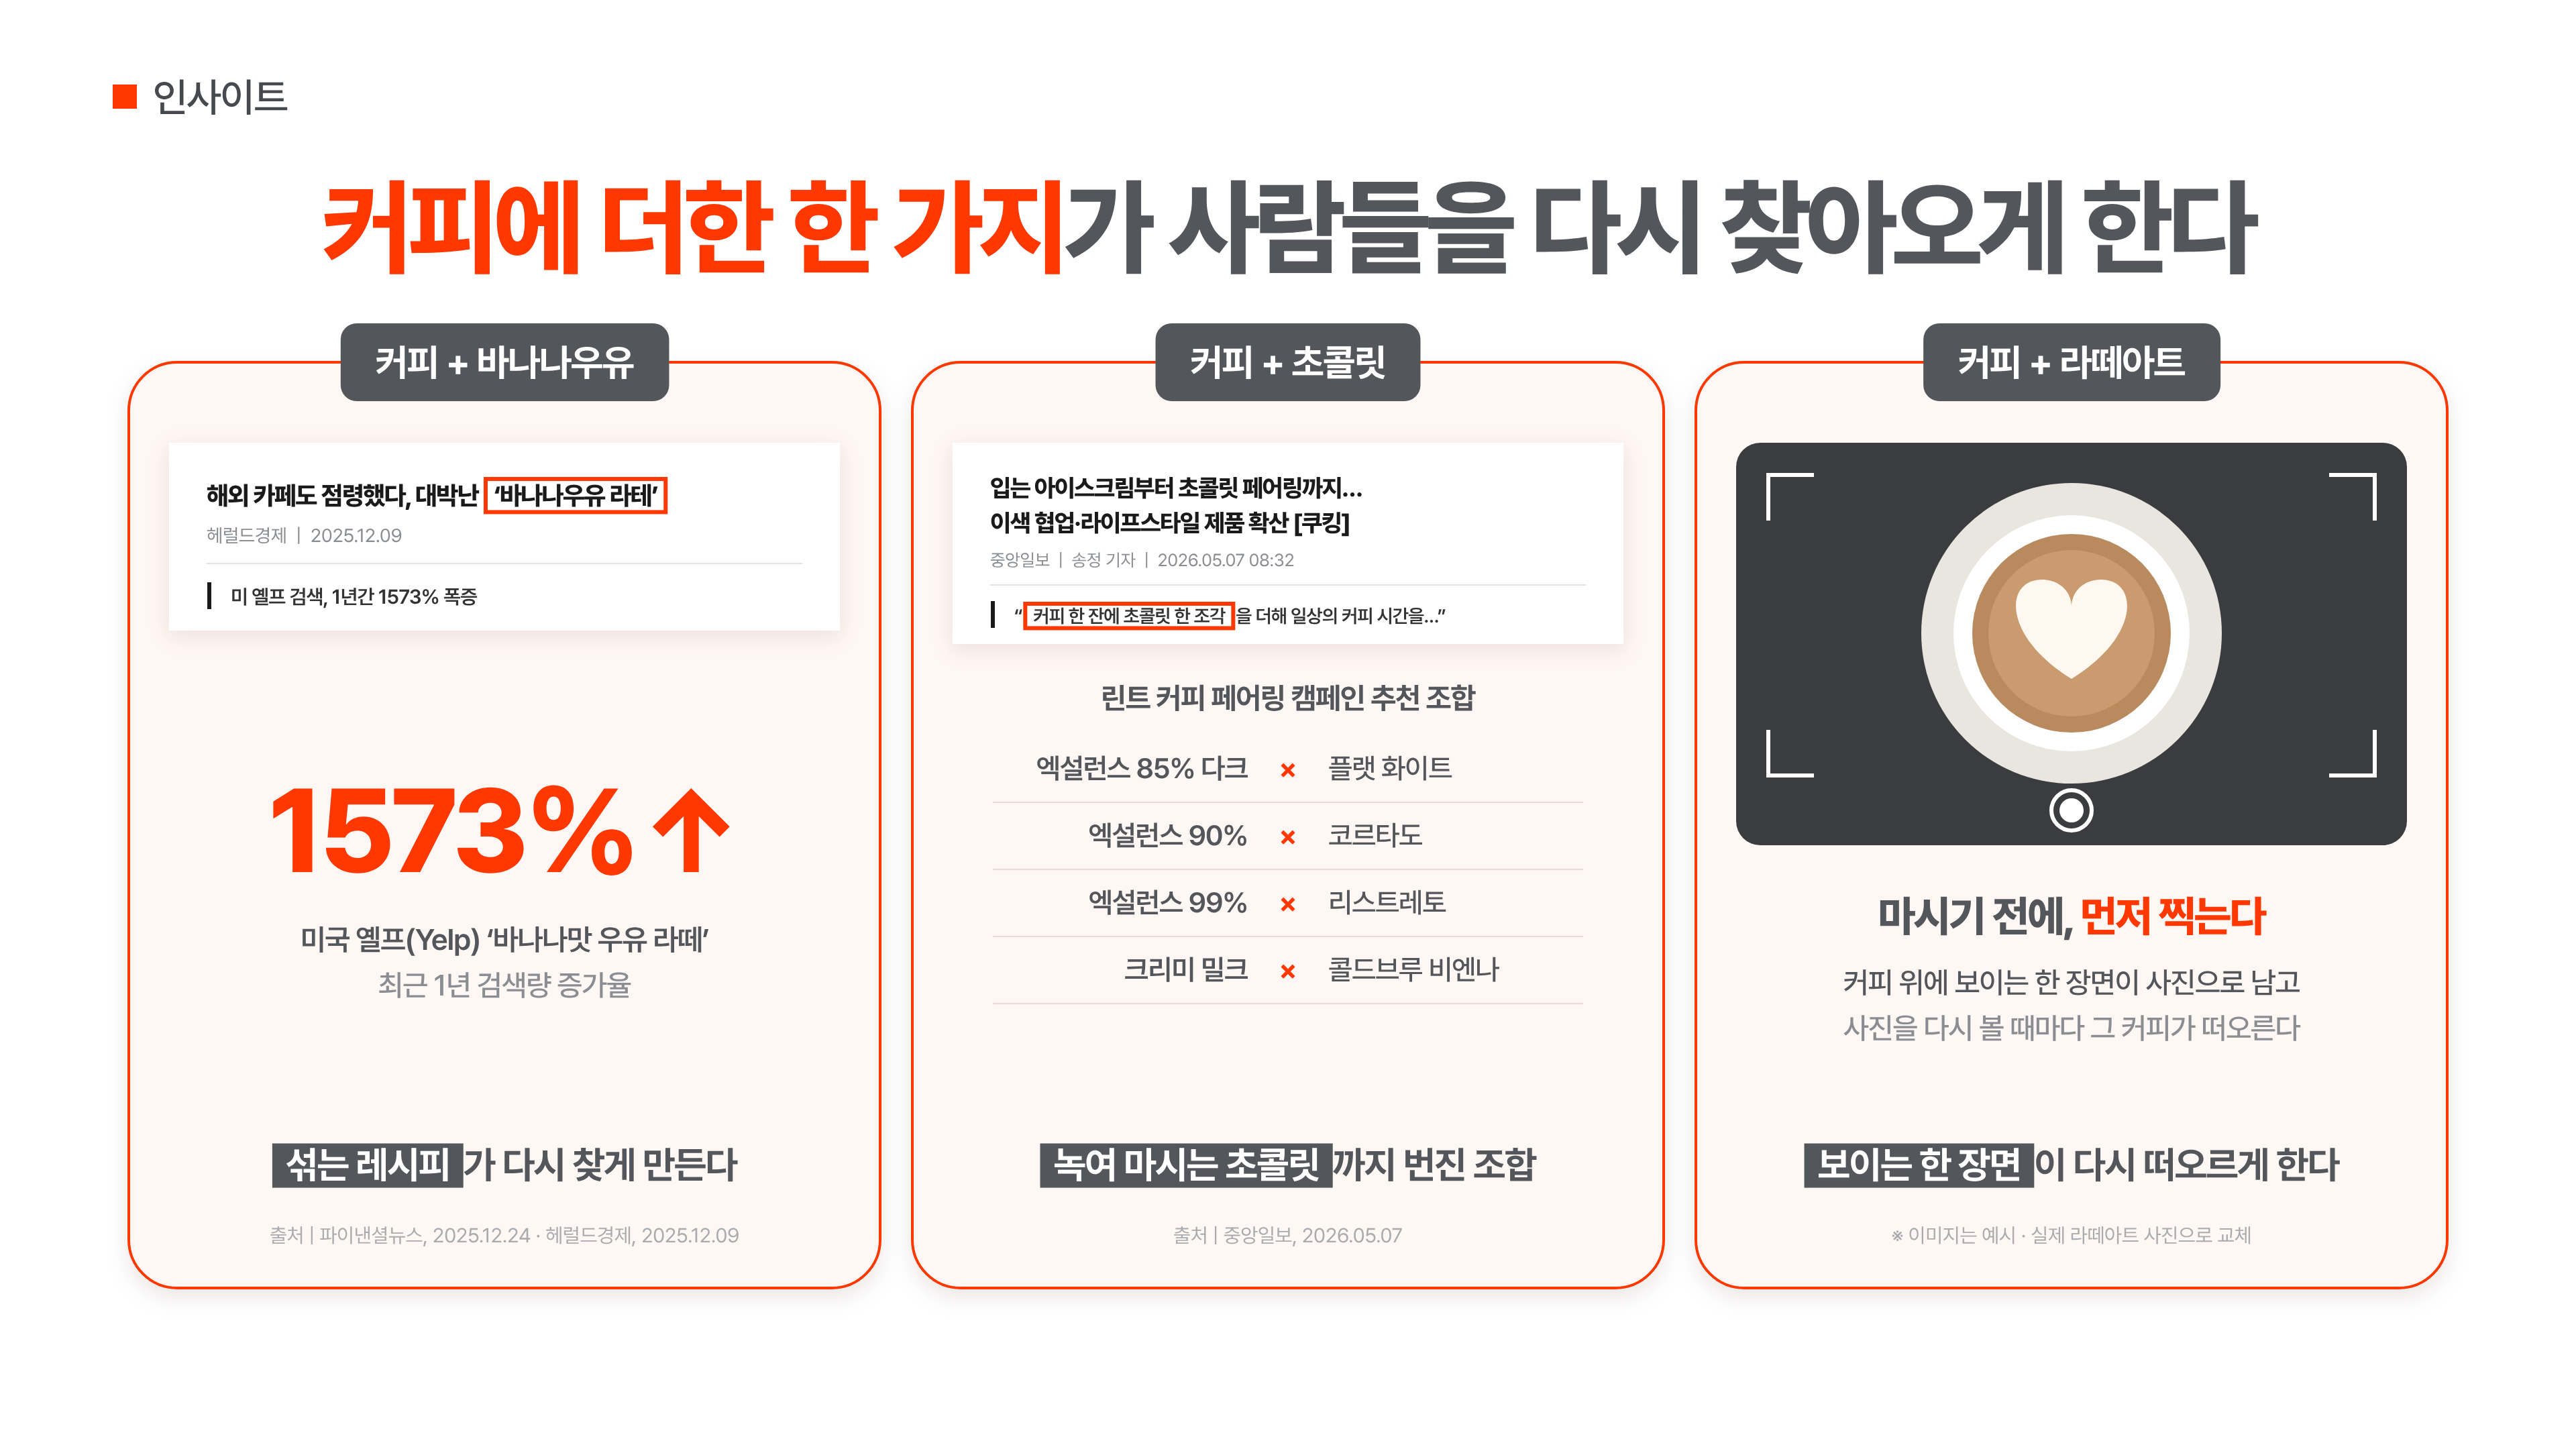 인사이트
커피에 더한 한 가지가 사람들을 다시 찾아오게 한다
커피 + 바나나우유
해외 카페도 점령했다, 대박난 ‘바나나우유 라테’
헤럴드경제 | 2025.12.09
미 옐프 검색, 1년간 1573% 폭증
1573%↑
미국 옐프(Yelp) ‘바나나맛 우유 라떼’
최근 1년 검색량 증가율
섞는 레시피가 다시 찾게 만든다
출처 | 파이낸셜뉴스, 2025.12.24 · 헤럴드경제, 2025.12.09
커피 + 초콜릿
입는 아이스크림부터 초콜릿 페어링까지…
이색 협업·라이프스타일 제품 확산 [쿠킹]
중앙일보 | 송정 기자 | 2026.05.07 08:32
“커피 한 잔에 초콜릿 한 조각을 더해 일상의 커피 시간을…”
린트 커피 페어링 캠페인 추천 조합
엑설런스 85% 다크 × 플랫 화이트
엑설런스 90% × 코르타도
엑설런스 99% × 리스트레토
크리미 밀크 × 콜드브루 비엔나
녹여 마시는 초콜릿까지 번진 조합
출처 | 중앙일보, 2026.05.07
커피 + 라떼아트
마시기 전에, 먼저 찍는다
커피 위에 보이는 한 장면이 사진으로 남고
사진을 다시 볼 때마다 그 커피가 떠오른다
보이는 한 장면이 다시 떠오르게 한다
※ 이미지는 예시 · 실제 라떼아트 사진으로 교체